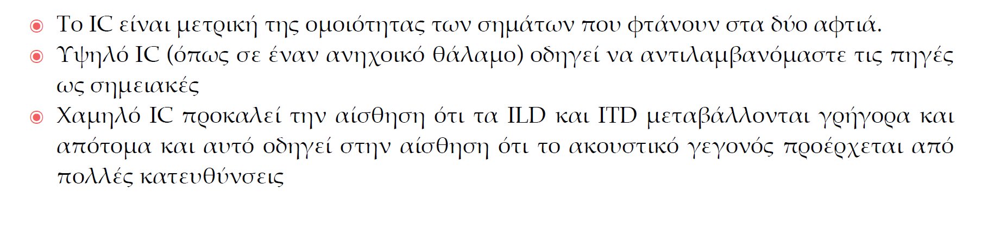 Το IC είναι μετρική της ομοιότητας των σημάτων που φτάνουν στα δύο αφτιά.
Υψηλό IC (όπως σε έναν ανηχοικό θάλαμο) οδηγεί να αντιλαμβανόμαστε τις πηγές
ως σημειακές
Χαμηλό IC προκαλεί την αίσθηση ότι τα ILD και ITD μεταβάλλονται γρήγορα και
απότομα και αυτό οδηγεί στην αίσθηση ότι το ακουστικό γεγονός προέρχεται από
πολλές κατευθύνσεις